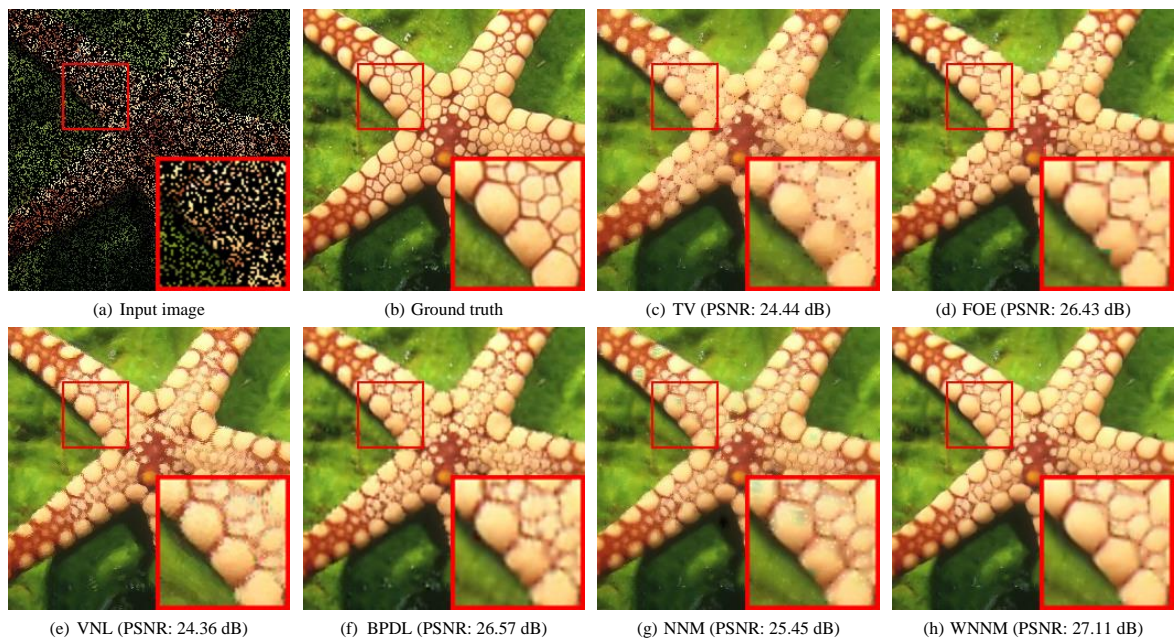 (a) Input image
(b) Ground truth
(c) TV (PSNR: 24.44 dB)
(d) FOE (PSNR: 26.43 dB)
(e) VNL (PSNR: 24.36 dB)
(f) BPDL (PSNR: 26.57 dB)
(g) NNM (PSNR: 25.45 dB)
(h) WNNM (PSNR: 27.11 dB)